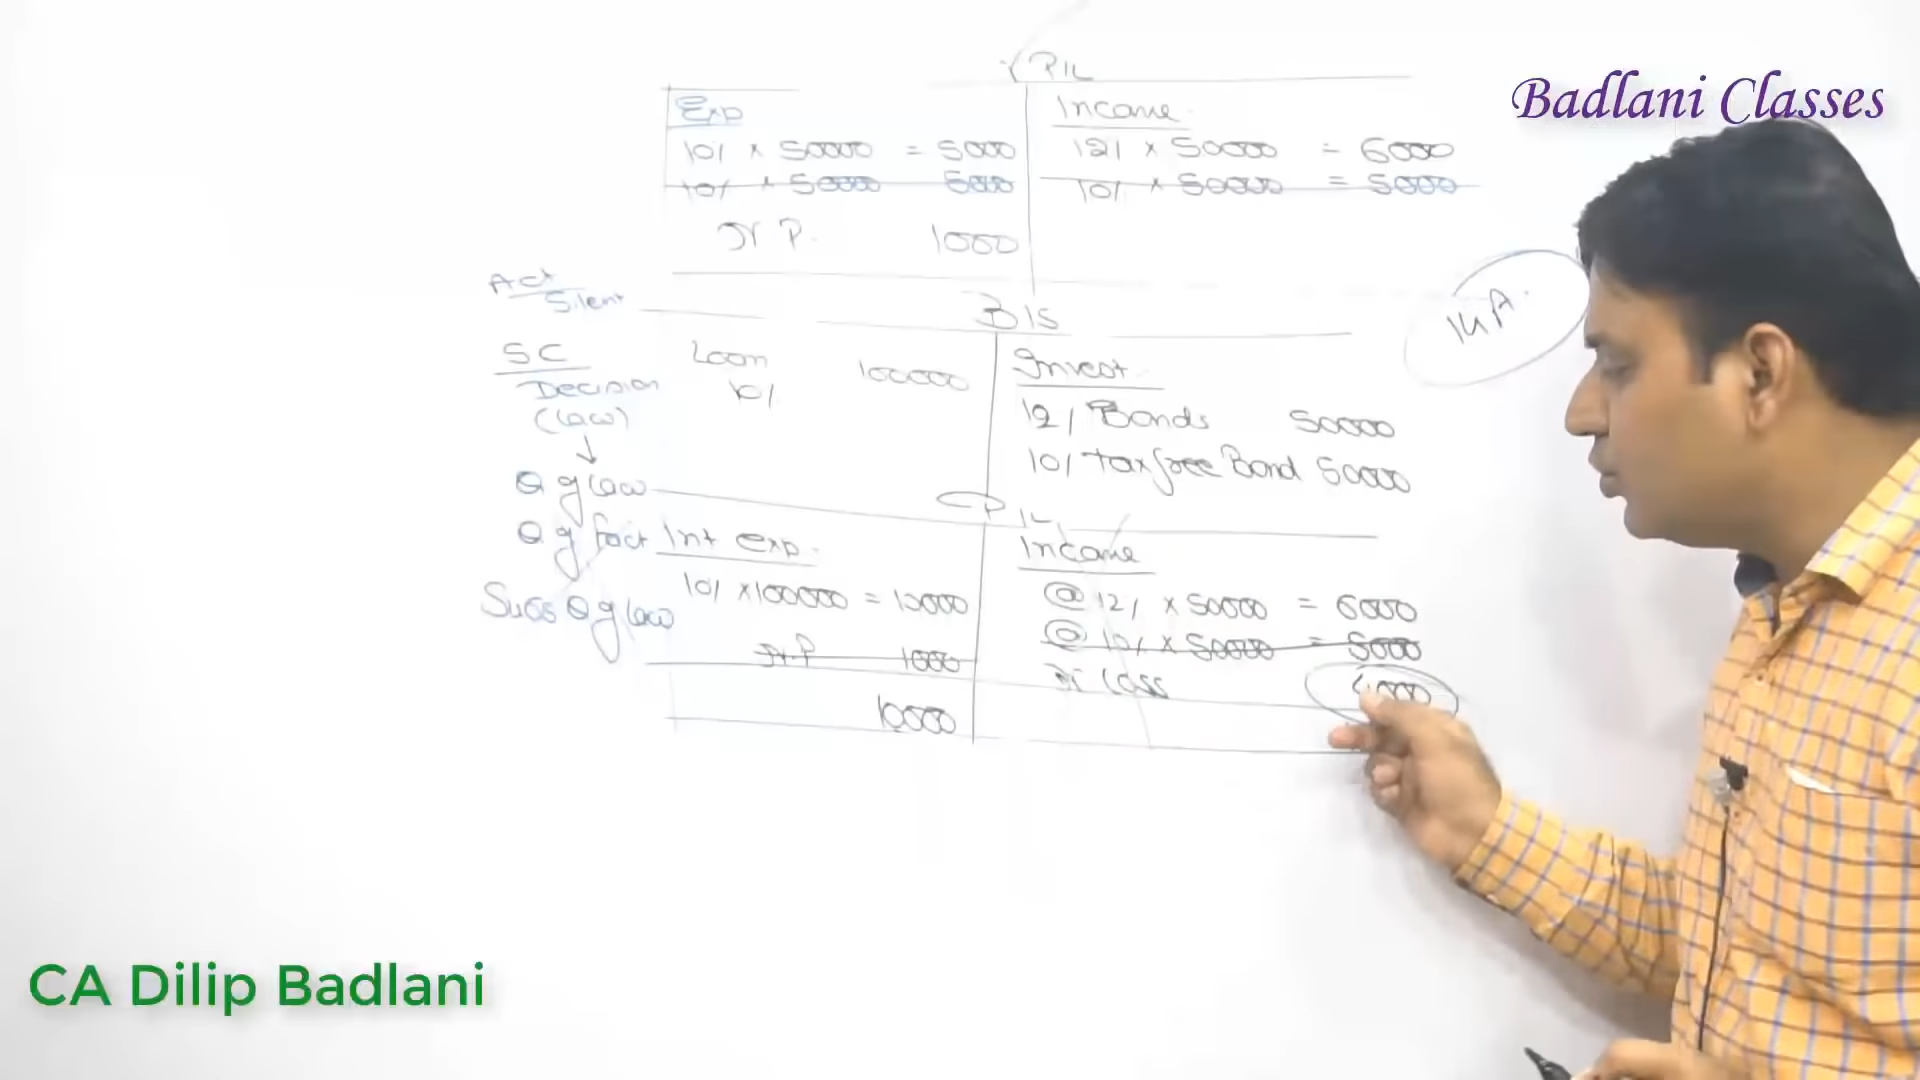 P/L
Badlani Classes
Exp
Income
10% × 50000 = 5000
12% × 50000 = 6000
10% × 50000 5000
10% × 50000 = 5000
N P. 1000
Act
Silent
B/S
14A.
SC
Decision
(Law)
Loan 100000
10%
Invest.
12% Bonds 50000
10% Taxfree Bond 50000
Q of Law
P/L
Q of fact
Int exp.
Income
10% × 100000 = 10000
@ 12% × 50000 = 6000
Subs Q of Law
N.P 1000
@ 10% × 50000 = 5000
N Loss 4000
10000
CA Dilip Badlani